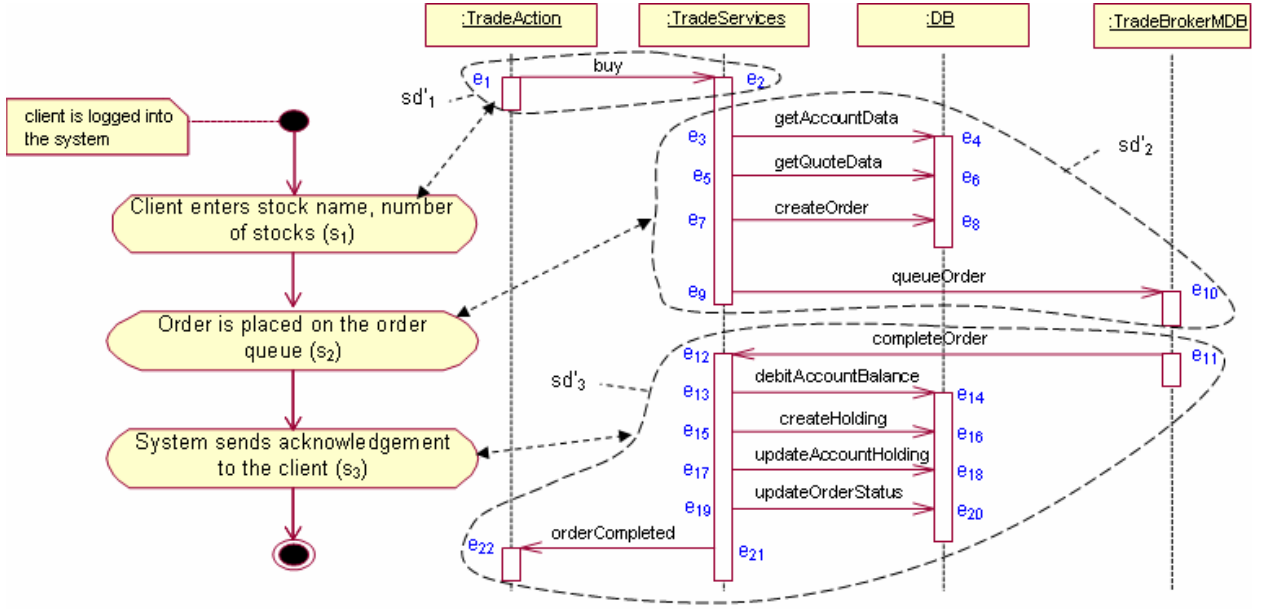 :TradeAction
:TradeServices
:DB
:TradeBrokerMDB
buy
e1
e2
sd'1
client is logged into
the system
getAccountData
e3
e4
sd'2
getQuoteData
e5
e6
Client enters stock name, number
of stocks (s1)
createOrder
e7
e8
queueOrder
e9
e10
Order is placed on the order
queue (s2)
completeOrder
e12
e11
sd'3
debitAccountBalance
e13
e14
createHolding
e15
e16
System sends acknowledgement
to the client (s3)
updateAccountHolding
e17
e18
updateOrderStatus
e19
e20
orderCompleted
e22
e21